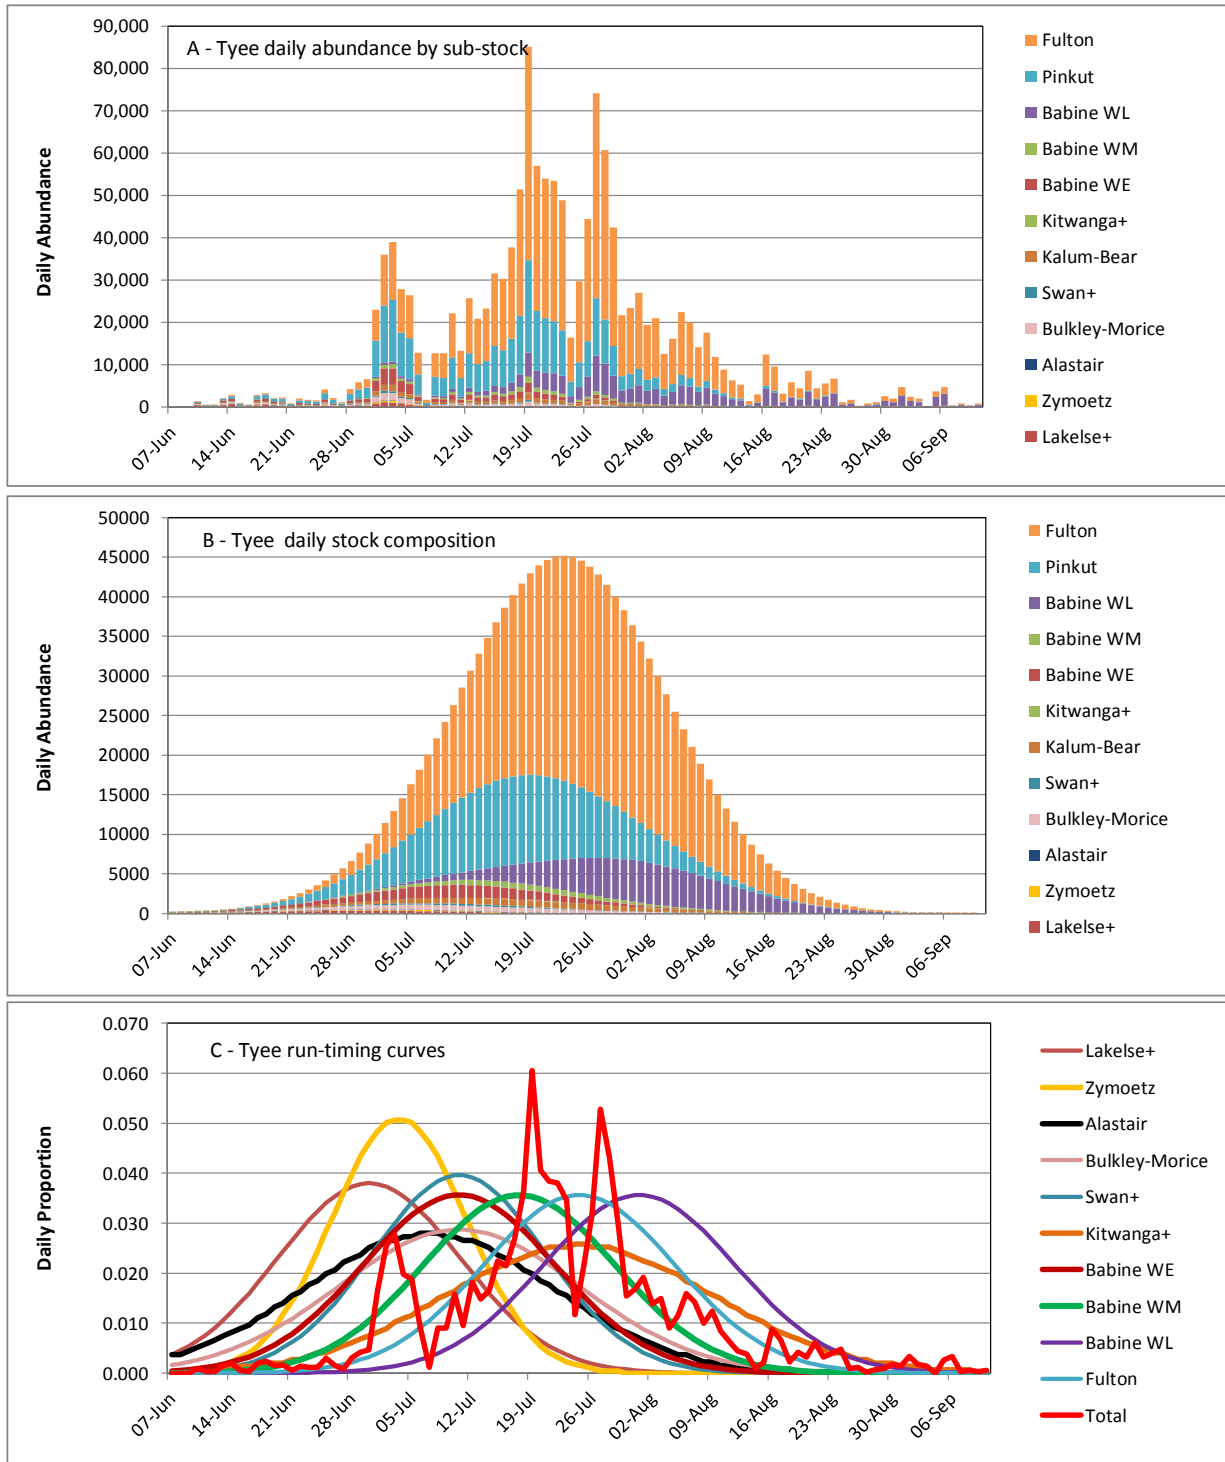 A - Tyee daily abundance by sub-stock
Daily Abundance
90,000
80,000
70,000
60,000
50,000
40,000
30,000
20,000
10,000
0
07-Jun 14-Jun 21-Jun 28-Jun 05-Jul 12-Jul 19-Jul 26-Jul 02-Aug 09-Aug 16-Aug 23-Aug 30-Aug 06-Sep
Fulton
Pinkut
Babine WL
Babine WM
Babine WE
Kitwanga+
Kalum-Bear
Swan+
Bulkley-Morice
Alastair
Zymoetz
Lakelse+
B - Tyee daily stock composition
Daily Abundance
50000
45000
40000
35000
30000
25000
20000
15000
10000
5000
0
07-Jun 14-Jun 21-Jun 28-Jun 05-Jul 12-Jul 19-Jul 26-Jul 02-Aug 09-Aug 16-Aug 23-Aug 30-Aug 06-Sep
Fulton
Pinkut
Babine WL
Babine WM
Babine WE
Kitwanga+
Kalum-Bear
Swan+
Bulkley-Morice
Alastair
Zymoetz
Lakelse+
C - Tyee run-timing curves
Daily Proportion
0.070
0.060
0.050
0.040
0.030
0.020
0.010
0.000
07-Jun 14-Jun 21-Jun 28-Jun 05-Jul 12-Jul 19-Jul 26-Jul 02-Aug 09-Aug 16-Aug 23-Aug 30-Aug 06-Sep
Lakelse+
Zymoetz
Alastair
Bulkley-Morice
Swan+
Kitwanga+
Babine WE
Babine WM
Babine WL
Fulton
Total